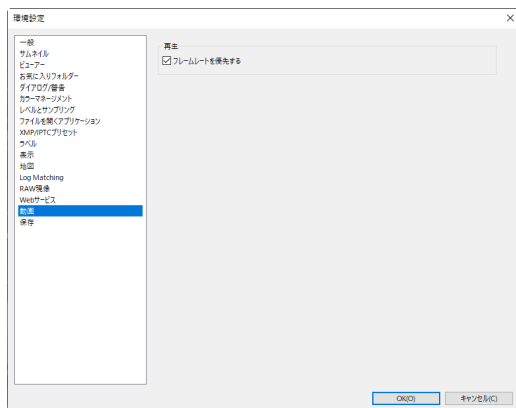 環境設定
一般
サムネイル
ビューアー
お気に入りフォルダー
ダイアログ/警告
カラーマネージメント
レベルとサンプリング
ファイルを開くアプリケーション
XMP/IPTCプリセット
ラベル
表示
地図
Log Matching
RAW現像
Webサービス
動画
保存
再生
フレームレートを優先する
OK(O)
キャンセル(C)